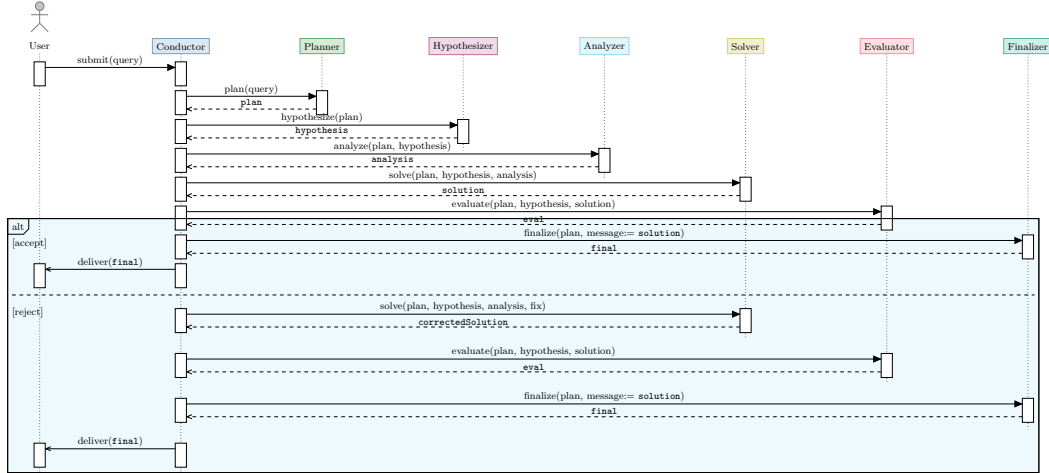 User
Conductor
Planner
Hypothesizer
Analyzer
Solver
Evaluator
Finalizer
submit(query)
plan(query)
plan
hypothesize(plan)
hypothesis
analyze(plan, hypothesis)
analysis
solve(plan, hypothesis, analysis)
solution
evaluate(plan, hypothesis, solution)
eval
alt
[accept]
finalize(plan, message:= solution)
final
deliver(final)
[reject]
solve(plan, hypothesis, analysis, fix)
correctedSolution
evaluate(plan, hypothesis, solution)
eval
finalize(plan, message:= solution)
final
deliver(final)